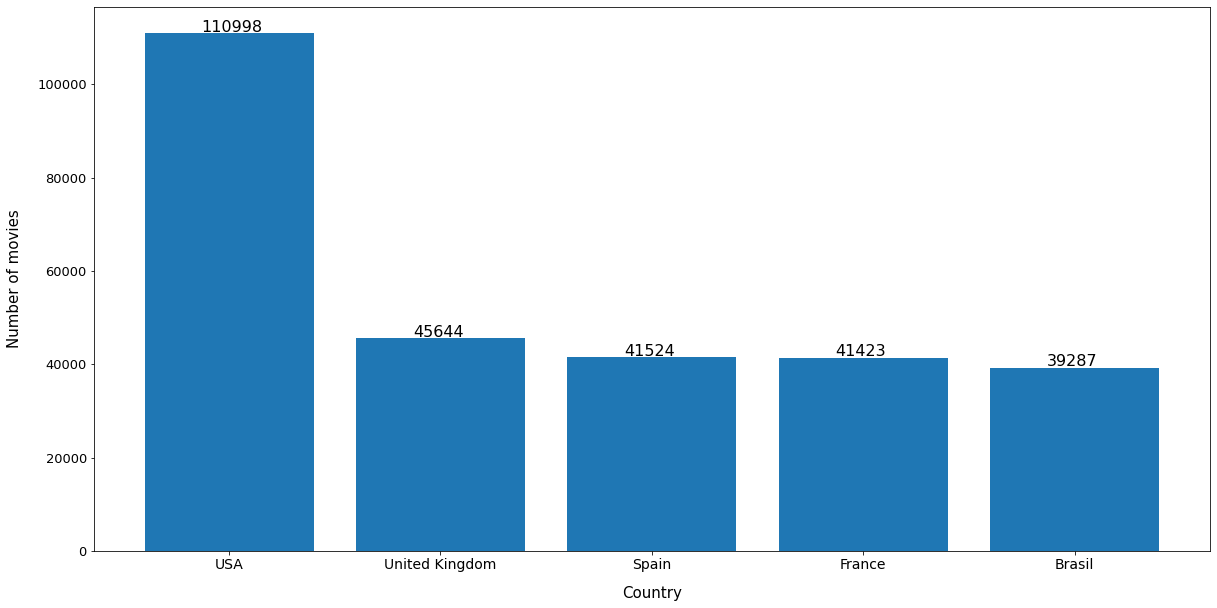 110998
100000
80000
60000
40000
20000
0
Number of movies
45644
41524
41423
39287
USA
United Kingdom
Spain
France
Brasil
Country